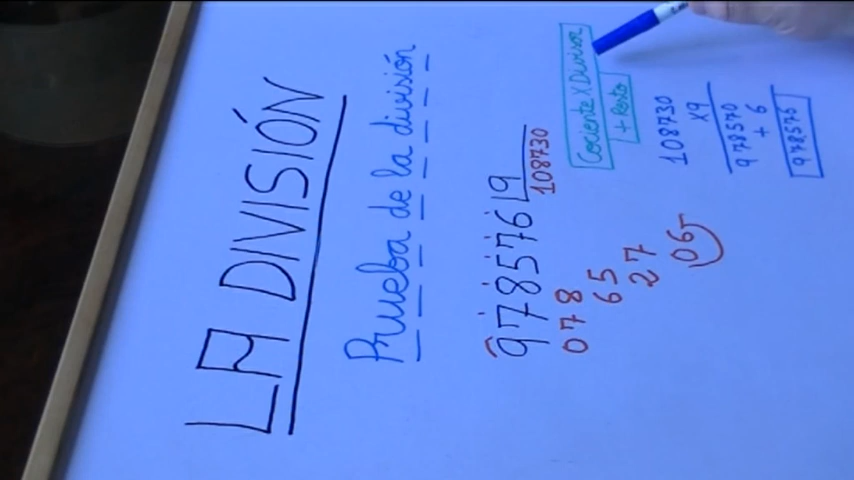 LA DIVISIÓN
Prueba de la división
978576 9
078 108730
65
27
06
Cociente X Divisor
+ Resto
108730
x9
978570
+ 6
978576